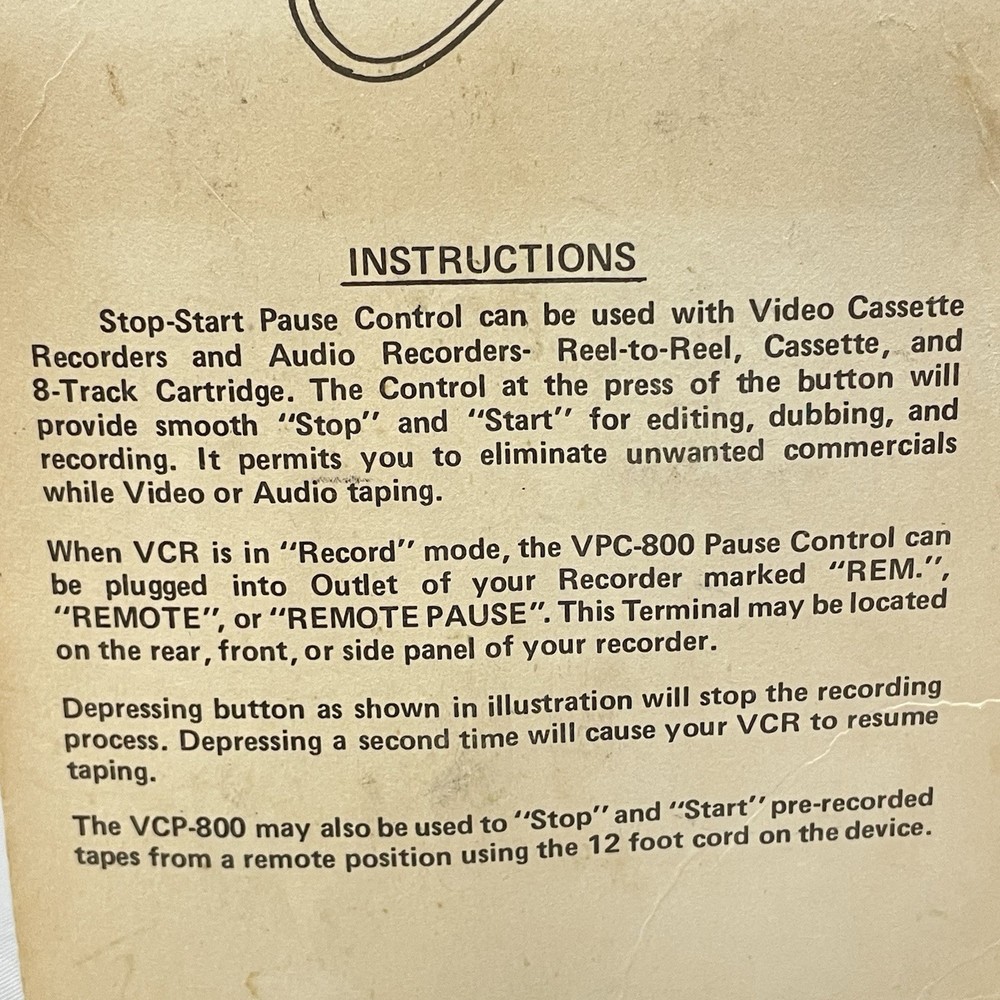 INSTRUCTIONS
Stop-Start Pause Control can be used with Video Cassette
Recorders and Audio Recorders- Reel-to-Reel, Cassette, and
8-Track Cartridge. The Control at the press of the button will
provide smooth "Stop" and "Start" for editing, dubbing, and
recording. It permits you to eliminate unwanted commercials
while Video or Audio taping.
When VCR is in "Record" mode, the VPC-800 Pause Control can
be plugged into Outlet of your Recorder marked "REM.",
"REMOTE", or "REMOTE PAUSE". This Terminal may be located
on the rear, front, or side panel of your recorder.
Depressing button as shown in illustration will stop the recording
process. Depressing a second time will cause your VCR to resume
taping.
The VCP-800 may also be used to "Stop" and "Start" pre-recorded
tapes from a remote position using the 12 foot cord on the device.